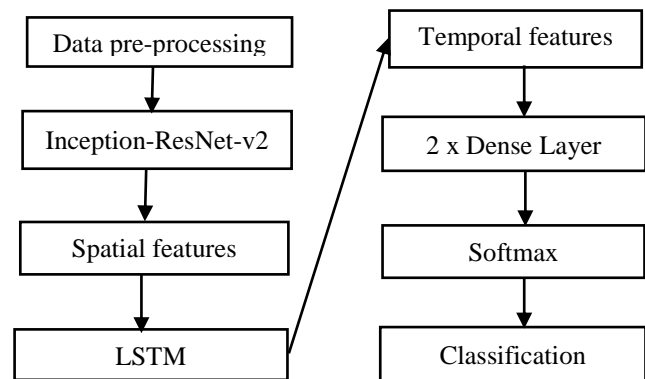 Data pre-processing
Inception-ResNet-v2
Spatial features
LSTM
Temporal features
2 x Dense Layer
Softmax
Classification